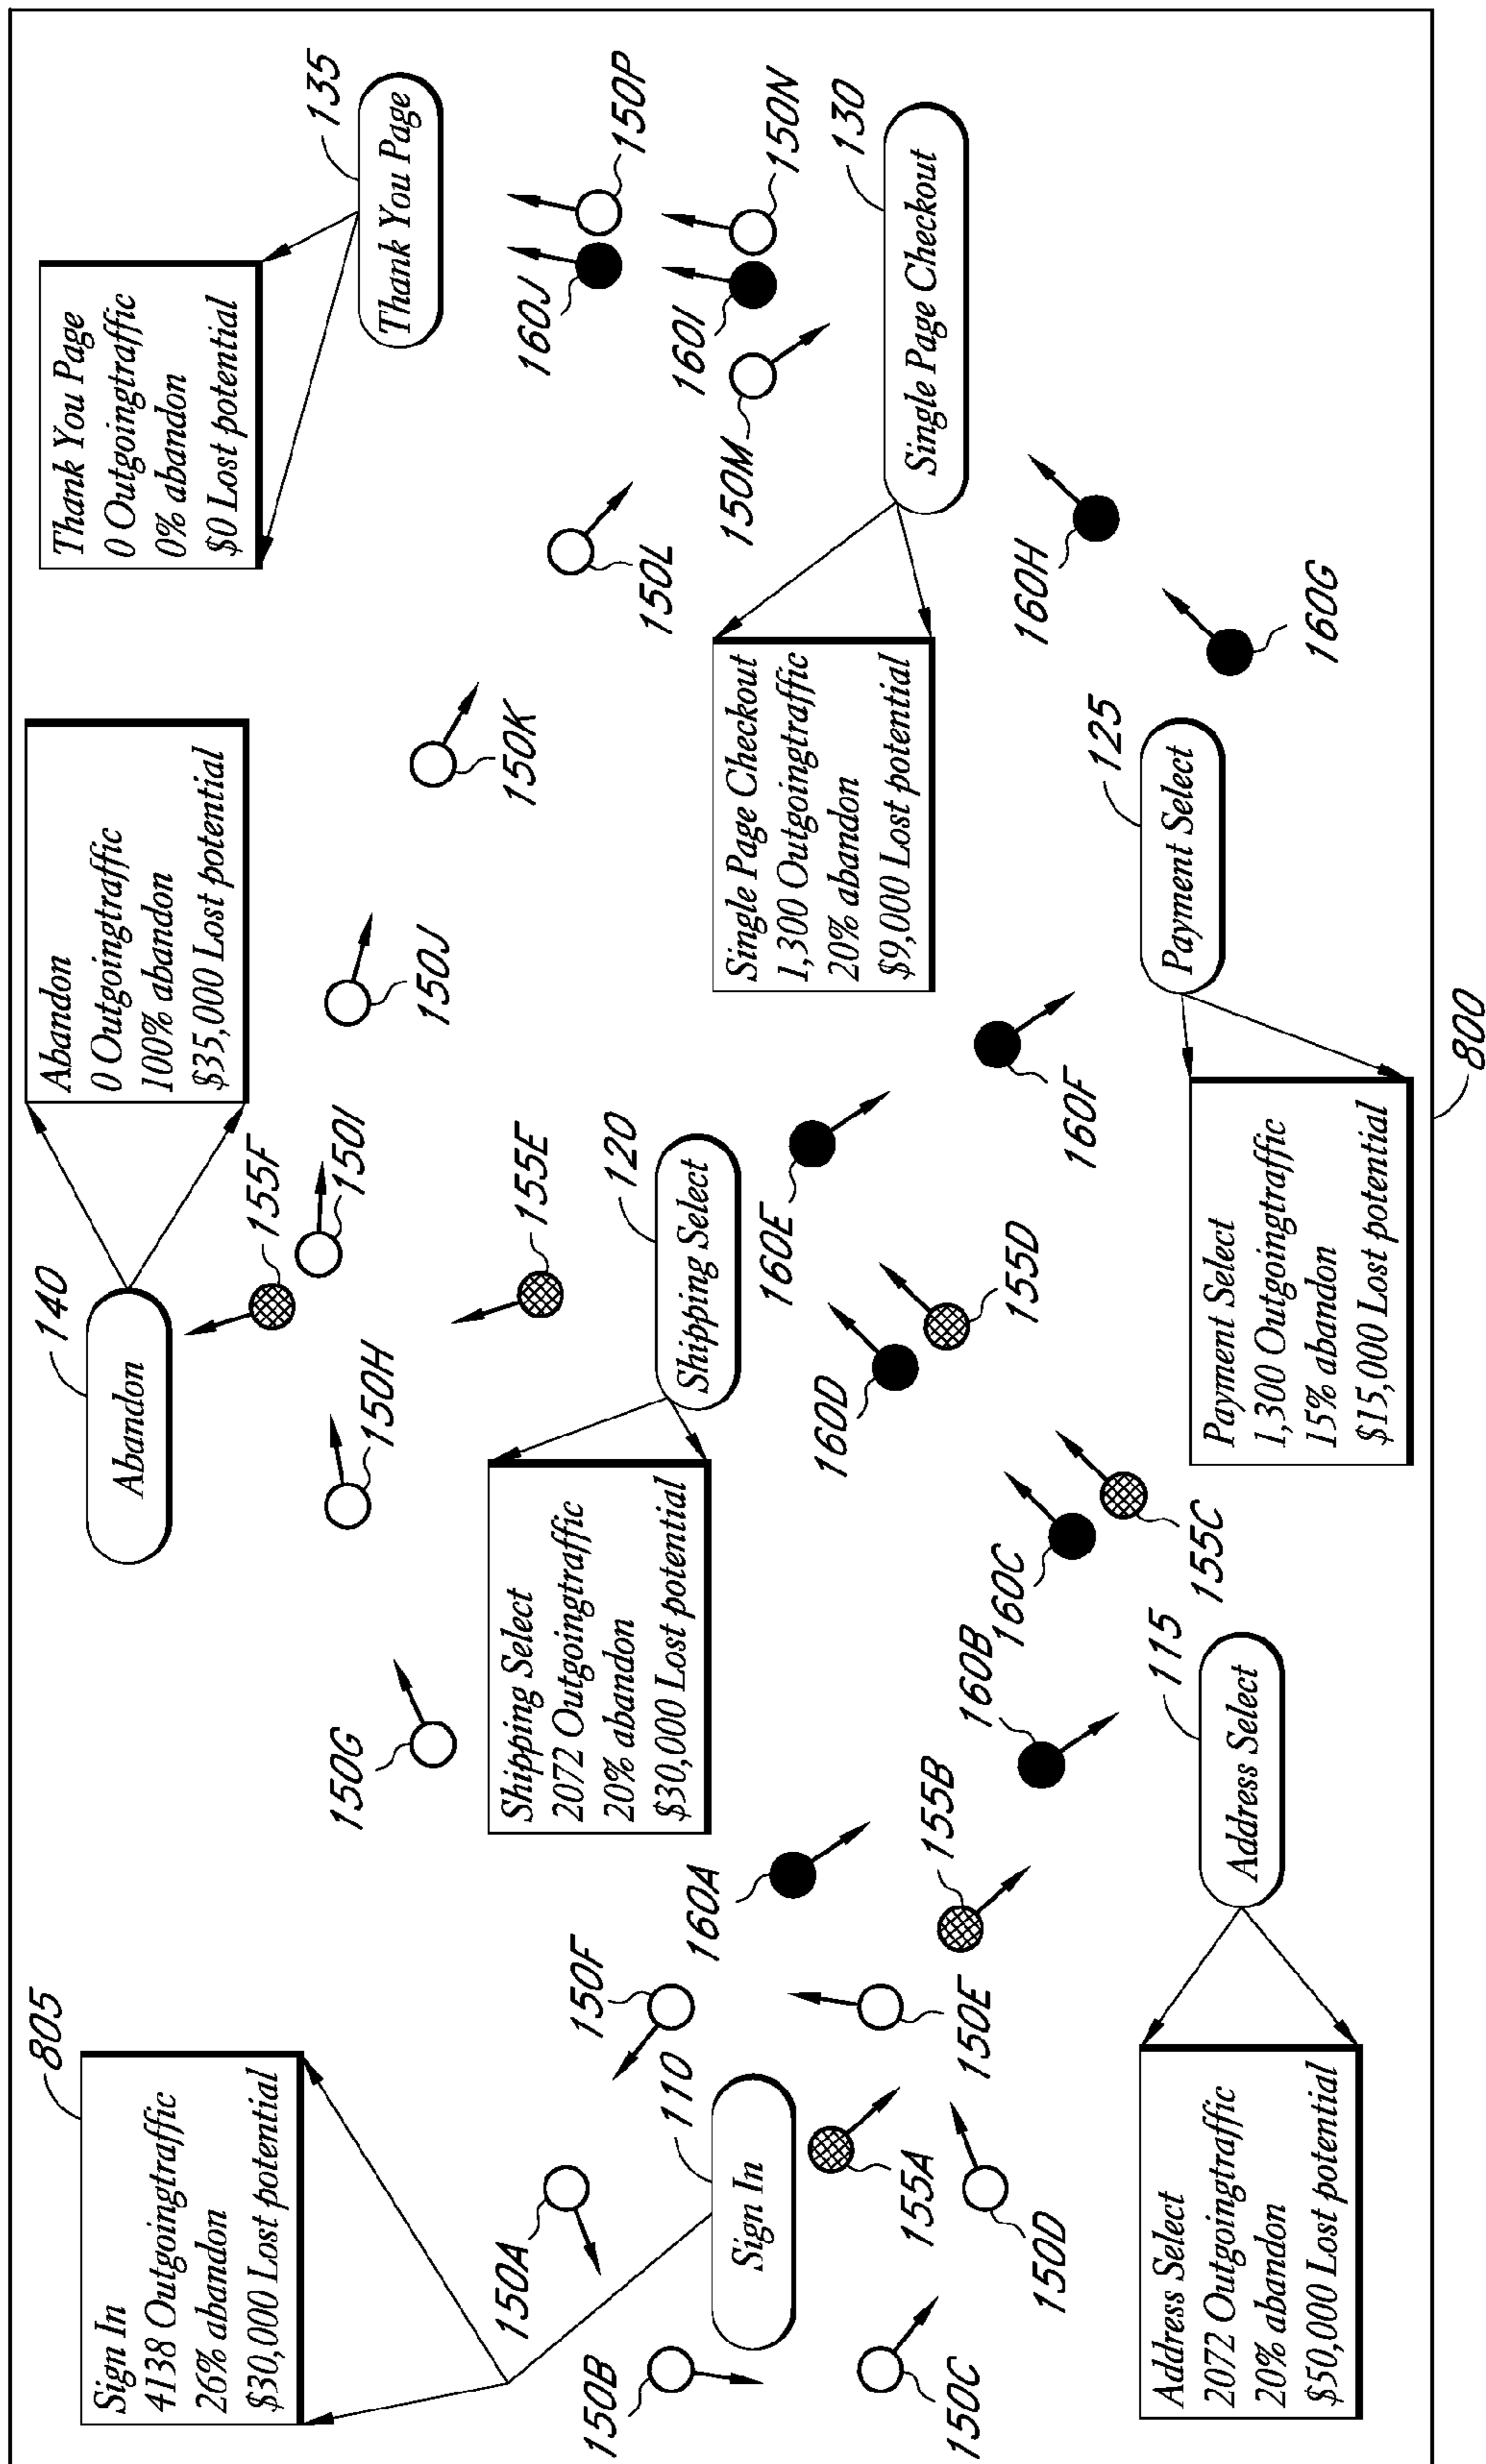 805
Sign In
4138 Outgoingtraffic
26% abandon
$30,000 Lost potential
140
Abandon
Abandon
0 Outgoingtraffic
100% abandon
$35,000 Lost potential
Thank You Page
0 Outgoingtraffic
0% abandon
$0 Lost potential
135
Thank You Page
155F
150I
150H
150G
150J
150K
150L
160J
150P
150A
150B
150F
110
Sign In
Shipping Select
2072 Outgoingtraffic
20% abandon
$30,000 Lost potential
155E
120
Shipping Select
160I
150N
150M
130
Single Page Checkout
Single Page Checkout
1,300 Outgoingtraffic
20% abandon
$9,000 Lost potential
160A
155A
150E
155B
150C
150D
160B
160C
155C
160D
155D
160E
160F
160H
160G
115
Address Select
Address Select
2072 Outgoingtraffic
20% abandon
$50,000 Lost potential
125
Payment Select
Payment Select
1,300 Outgoingtraffic
15% abandon
$15,000 Lost potential
800